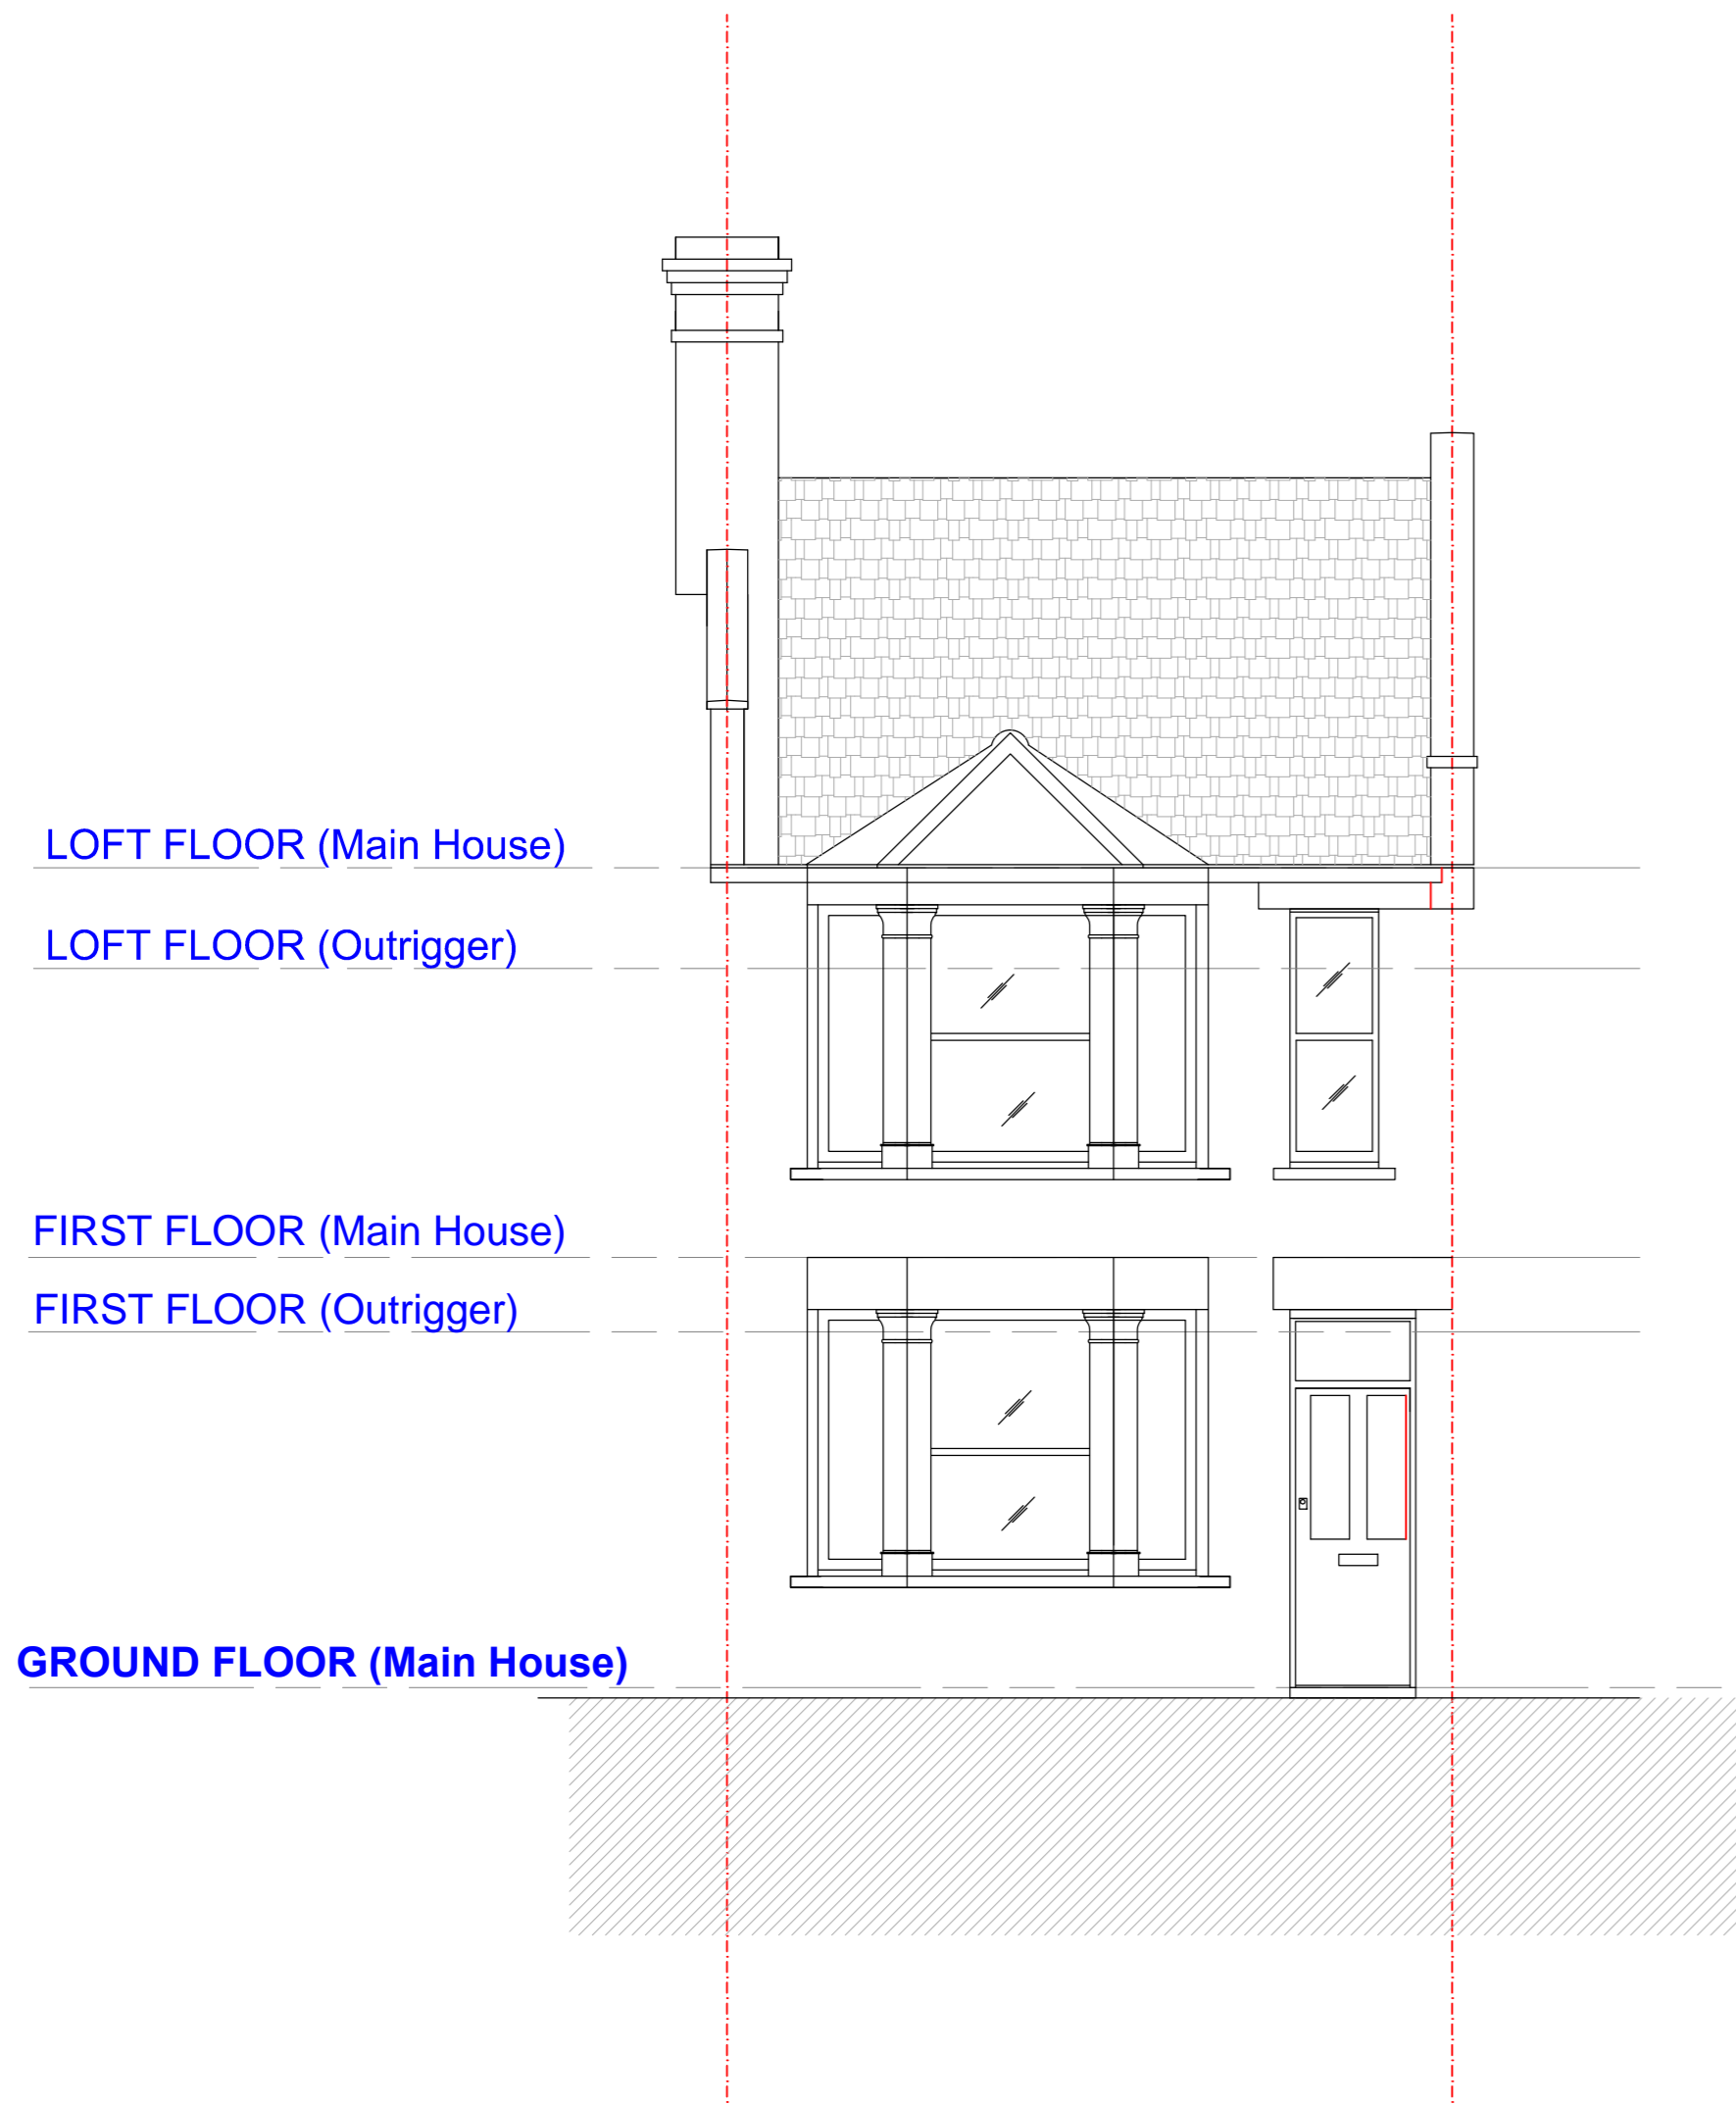 LOFT FLOOR (Main House)
LOFT FLOOR (Outrigger)
FIRST FLOOR (Main House)
FIRST FLOOR (Outrigger)
GROUND FLOOR (Main House)